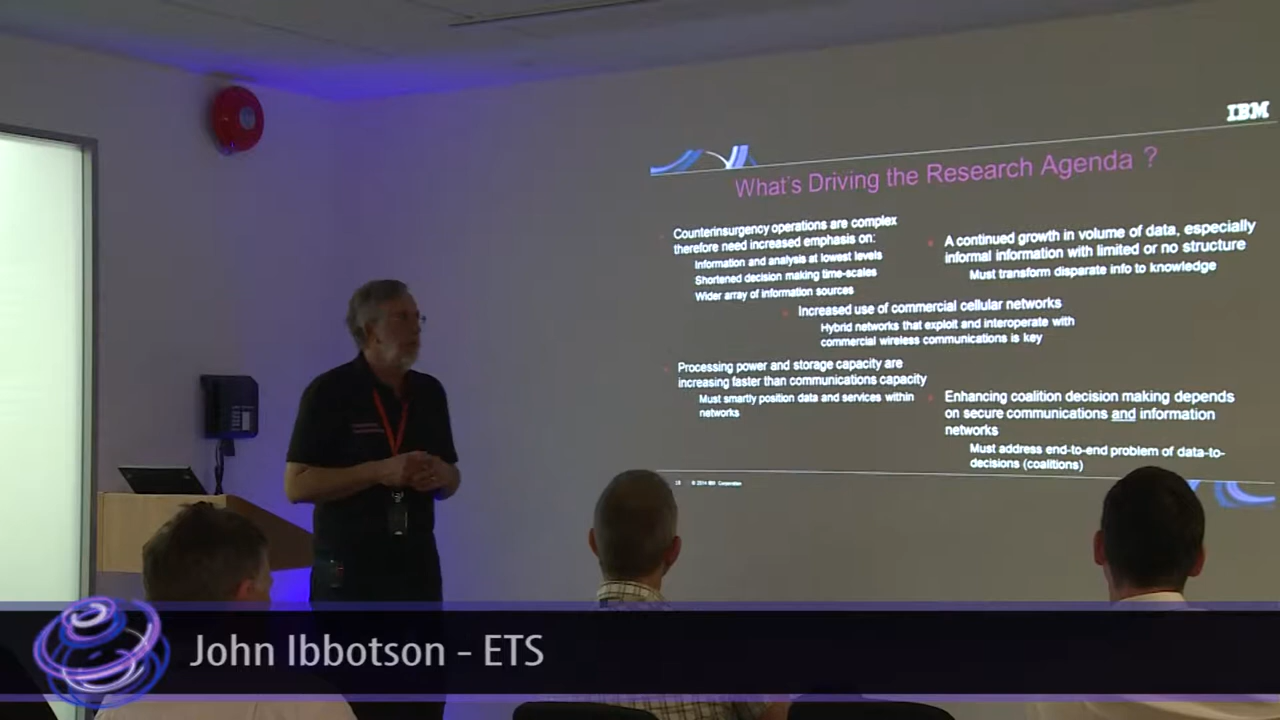 IBM
What's Driving the Research Agenda ?
Counterinsurgency operations are complex
therefore need increased emphasis on:
Information and analysis at lowest levels
Shortened decision making time-scales
Wider array of information sources
A continued growth in volume of data, especially
informal information with limited or no structure
Must transform disparate info to knowledge
Increased use of commercial cellular networks
Hybrid networks that exploit and interoperate with
commercial wireless communications is key
Processing power and storage capacity are
increasing faster than communications capacity
Must smartly position data and services within
networks
Enhancing coalition decision making depends
on secure communications and information
networks
Must address end-to-end problem of data-to-
decisions (coalitions)
© 2014 IBM Corporation
John Ibbotson - ETS